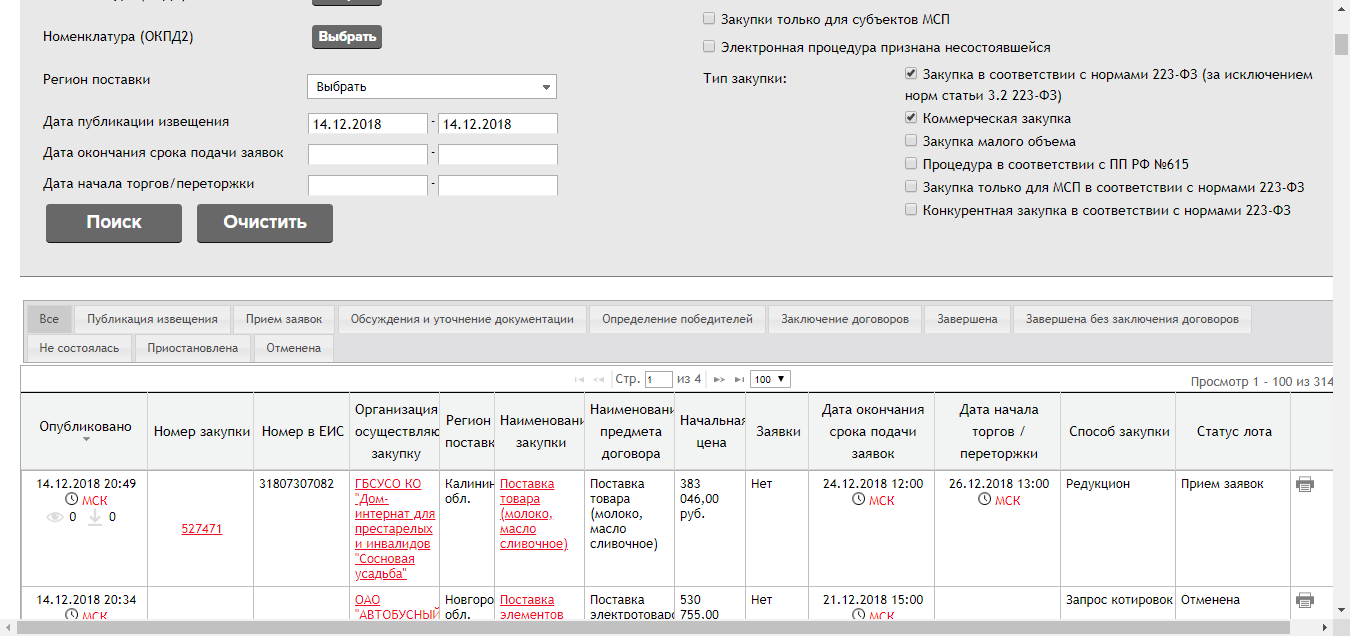 Закупки только для субъектов МСП
Номенклатура (ОКПД2) Выбрать
Электронная процедура признана несостоявшейся
Регион поставки Выбрать
Тип закупки:
Закупка в соответствии с нормами 223-ФЗ (за исключением
норм статьи 3.2 223-ФЗ)
Дата публикации извещения 14.12.2018 - 14.12.2018
Коммерческая закупка
Закупка малого объема
Дата окончания срока подачи заявок -
Процедура в соответствии с ПП РФ №615
Дата начала торгов/переторжки -
Закупка только для МСП в соответствии с нормами 223-ФЗ
Конкурентная закупка в соответствии с нормами 223-ФЗ
Поиск Очистить
Все Публикация извещения Прием заявок Обсуждения и уточнение документации Определение победителей Заключение договоров Завершена Завершена без заключения договоров
Не состоялась Приостановлена Отменена
Стр. 1 из 4 100
Просмотр 1 - 100 из 314
Опубликовано
Номер закупки
Номер в ЕИС
Организация
осуществляю
закупку
Регион
поставк
Наименовани
закупки
Наименовани
предмета
договора
Начальная
цена
Заявки
Дата окончания
срока подачи
заявок
Дата начала
торгов /
переторжки
Способ закупки
Статус лота
14.12.2018 20:49
МСК
0 0
527471
31807307082
ГБСУСО КО
"Дом-
интернат для
престарелых
и инвалидов
"Сосновая
усадьба"
Калинин
обл.
Поставка
товара
(молоко,
масло
сливочное)
Поставка
товара
(молоко,
масло
сливочное)
383
046,00
руб.
Нет
24.12.2018 12:00
МСК
26.12.2018 13:00
МСК
Редукцион
Прием заявок
14.12.2018 20:34
МСК
ОАО
"АВТОБУСНЫЙ
Новгоро
обл.
Поставка
элементов
Поставка
электротоваро
530
755,00
Нет
21.12.2018 15:00
МСК
Запрос котировок
Отменена